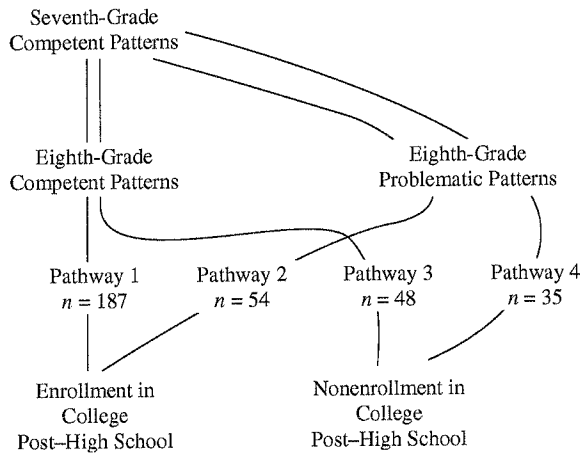 Seventh-Grade
Competent Patterns
Eighth-Grade
Competent Patterns
Eighth-Grade
Problematic Patterns
Pathway 1
n = 187
Pathway 2
n = 54
Pathway 3
n = 48
Pathway 4
n = 35
Enrollment in
College
Post–High School
Nonenrollment in
College
Post–High School